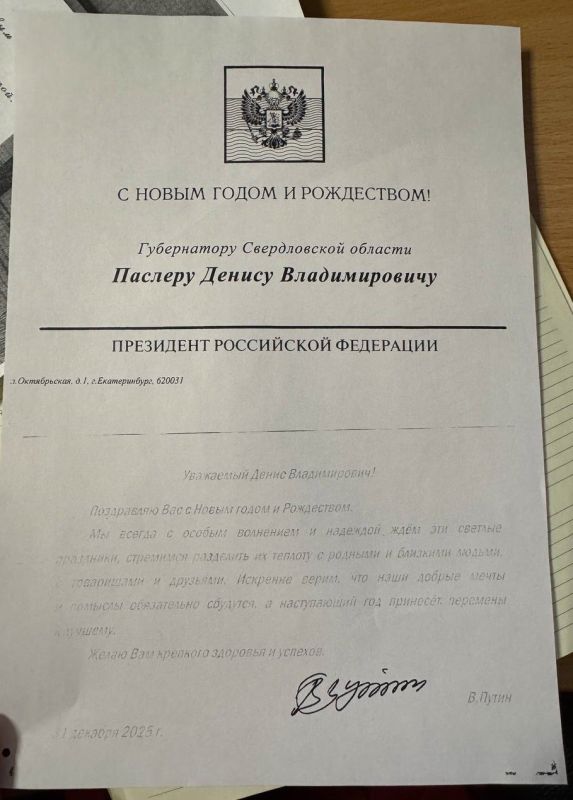 С НОВЫМ ГОДОМ И РОЖДЕСТВОМ!
Губернатору Свердловской области
Паслеру Денису Владимировичу
ПРЕЗИДЕНТ РОССИЙСКОЙ ФЕДЕРАЦИИ
л.Октябрьская, д.1, г.Екатеринбург, 620031
Уважаемый Денис Владимирович!
Поздравляю Вас с Новым годом и Рождеством.
Мы всегда с особым волнением и надеждой ждём эти светлые
праздники, стремимся разделить их теплоту с родными и близкими людьми,
с товарищами и друзьями. Искренне верим, что наши добрые мечты
и помыслы обязательно сбудутся, а наступающий год принесёт перемены
к лучшему.
Желаю Вам крепкого здоровья и успехов.
В.Путин
31 декабря 2025 г.